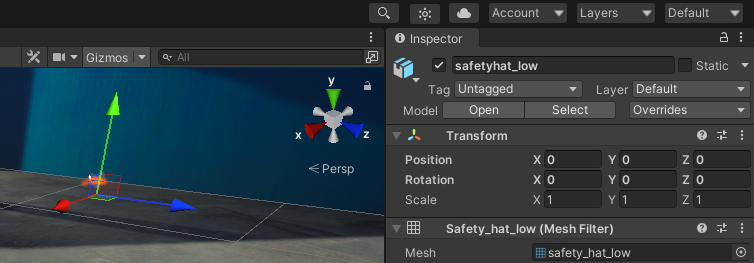 Account Layers Default
Gizmos All
Inspector
safetyhat_low Static
Tag Untagged Layer Default
Model Open Select Overrides
Transform
Position X 0 Y 0 Z 0
Rotation X 0 Y 0 Z 0
Scale X 1 Y 1 Z 1
Safety_hat_low (Mesh Filter)
Mesh safety_hat_low
y
x z
Persp